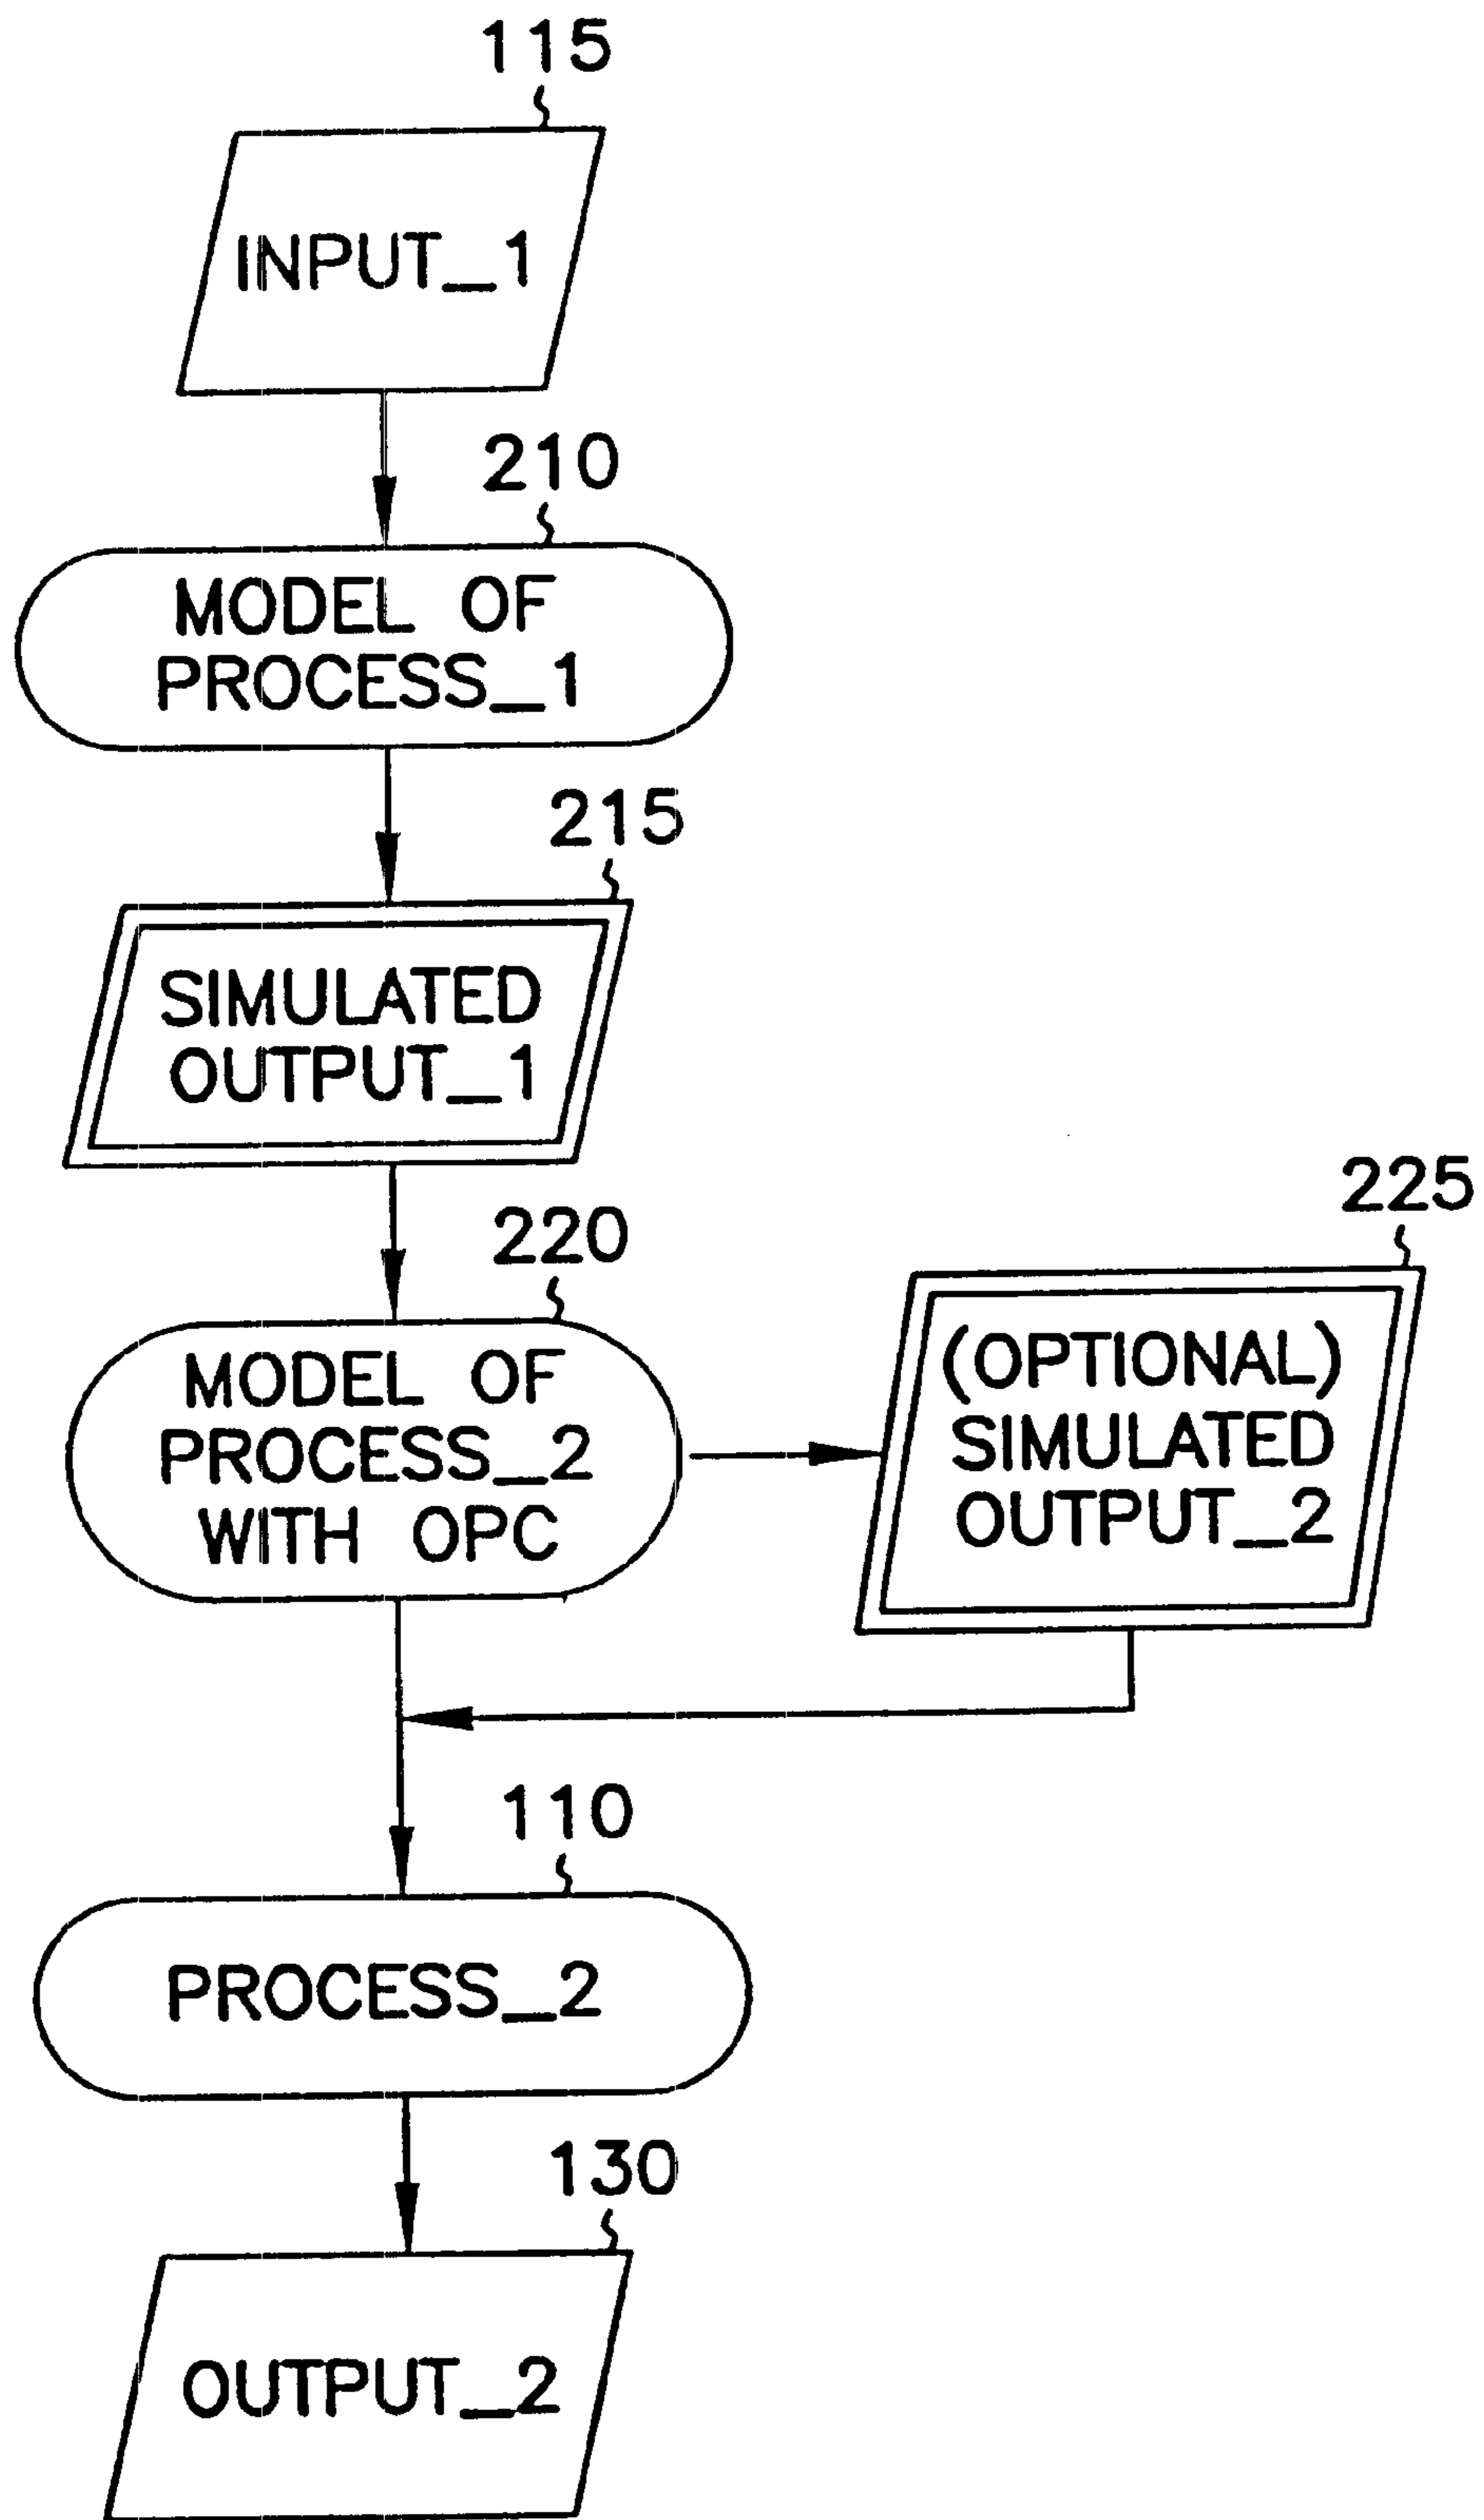 115
INPUT_1
210
MODEL OF
PROCESS_1
215
SIMULATED
OUTPUT_1
220
MODEL OF
PROCESS_2
WITH OPC
225
(OPTIONAL)
SIMULATED
OUTPUT_2
110
PROCESS_2
130
OUTPUT_2